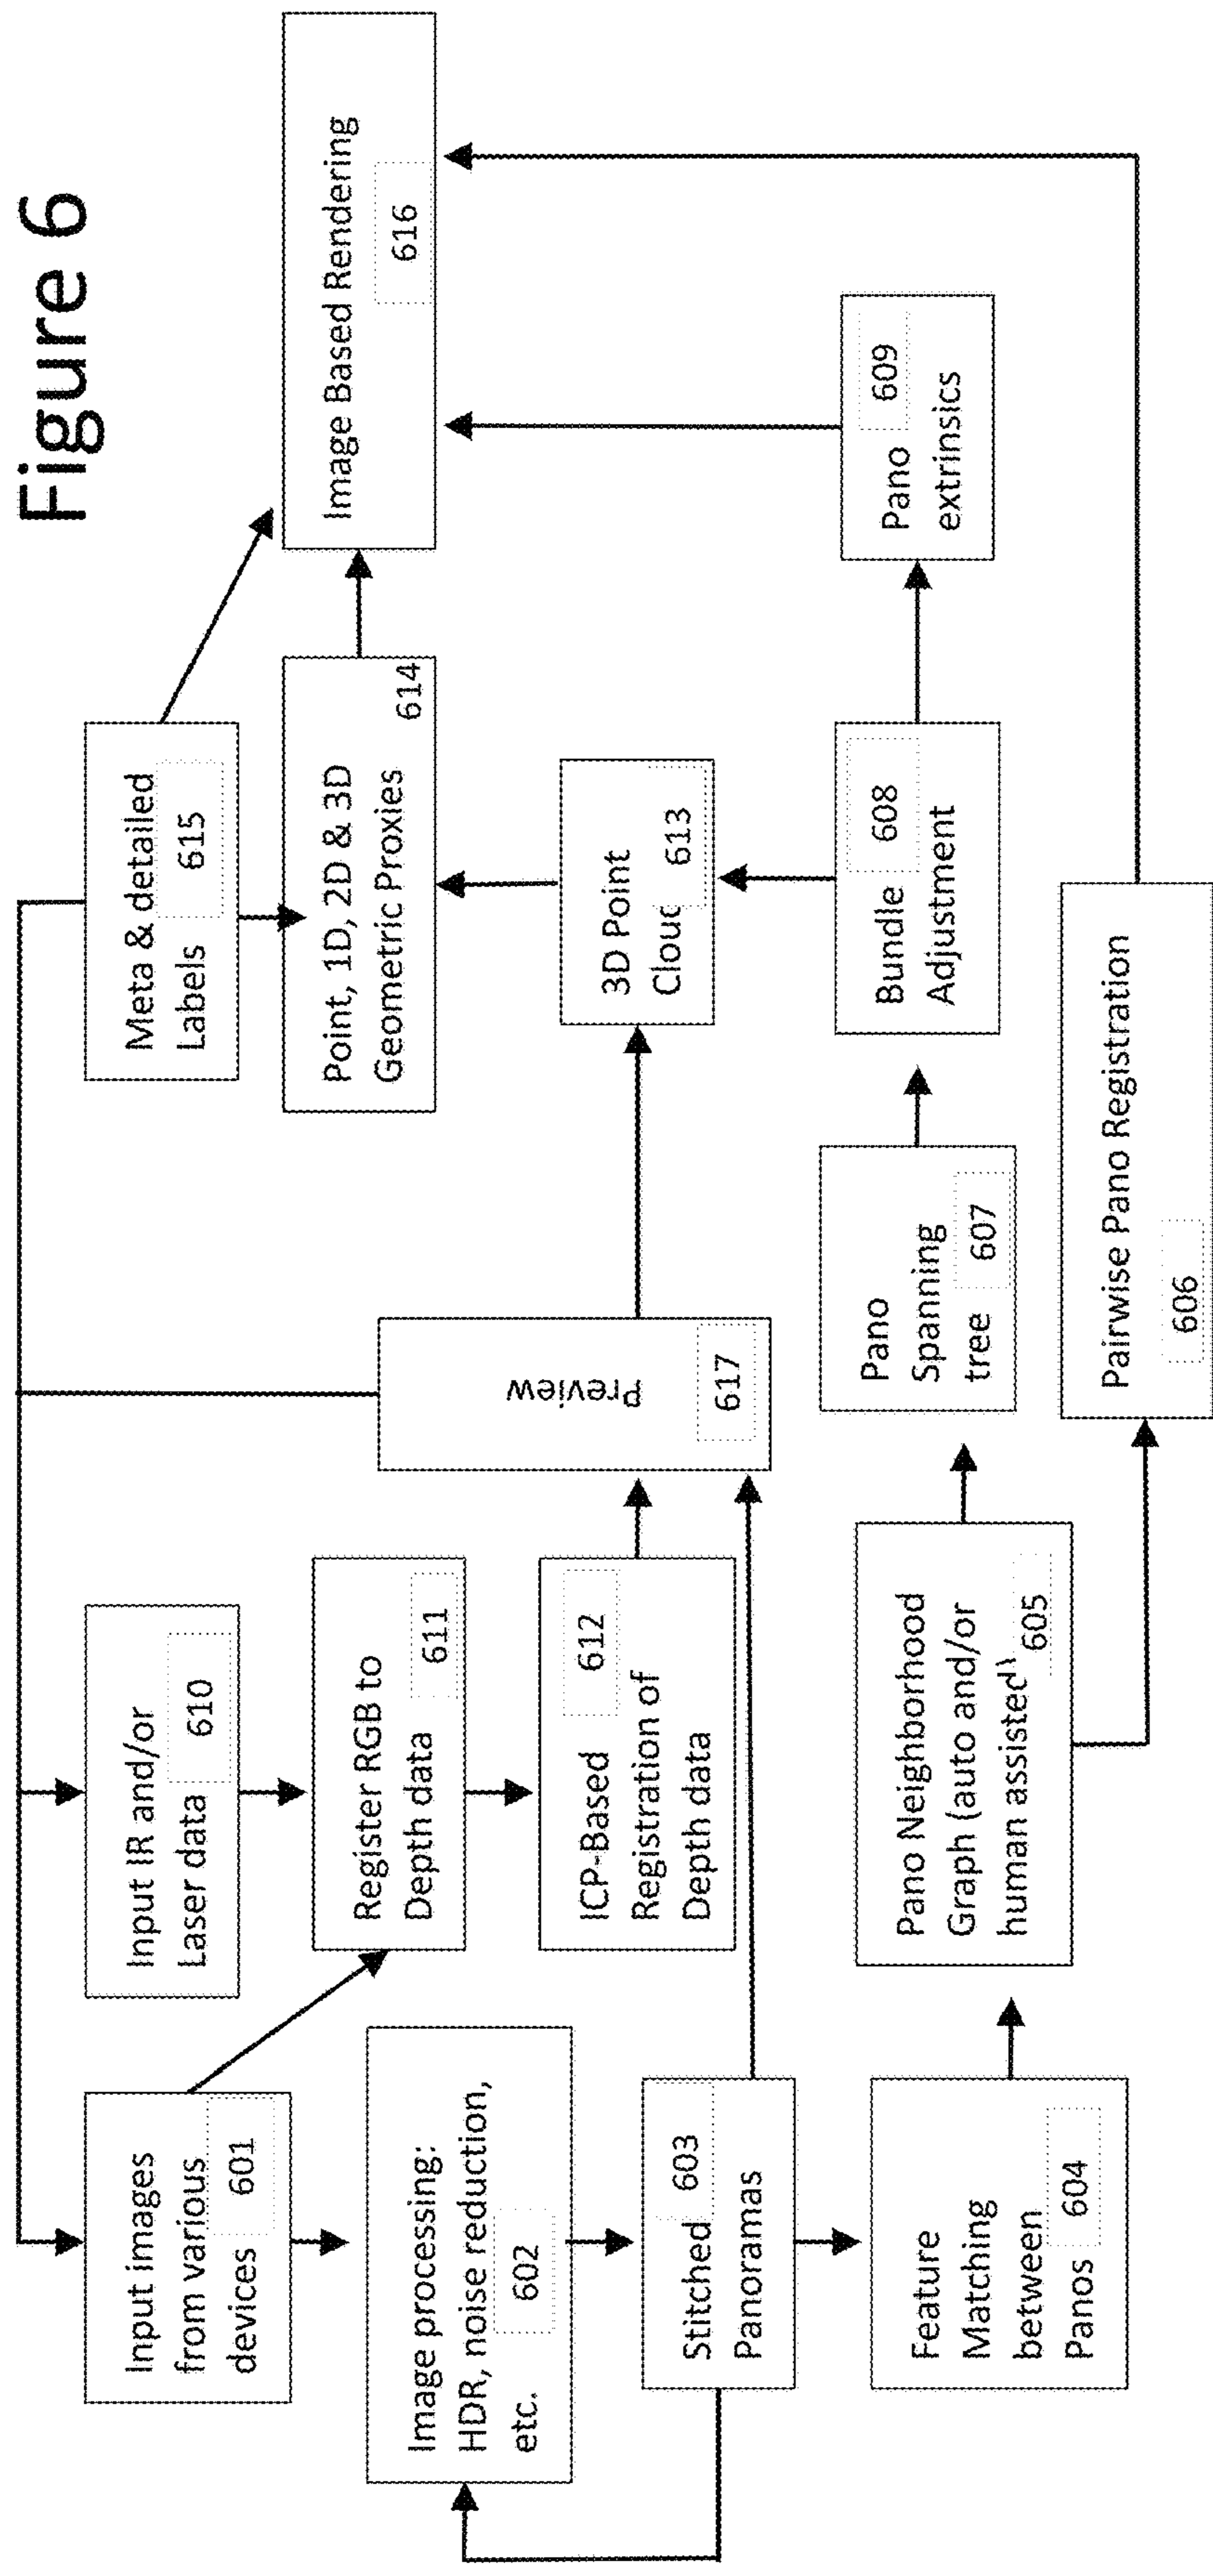 Figure 6
Input images
from various
devices 601
Input IR and/or
Laser data 610
Meta & detailed
Labels 615
Image processing:
HDR, noise reduction,
etc. 602
Register RGB to
Depth data 611
Point, 1D, 2D & 3D
Geometric Proxies 614
Image Based Rendering
616
Stitched 603
Panoramas
ICP-Based 612
Registration of
Depth data
Preview
617
3D Point
Cloud 613
Feature
Matching
between
Panos 604
Pano Neighborhood
Graph (auto and/or
human assisted) 605
Pano
Spanning
tree 607
Bundle 608
Adjustment
Pano 609
extrinsics
Pairwise Pano Registration
606